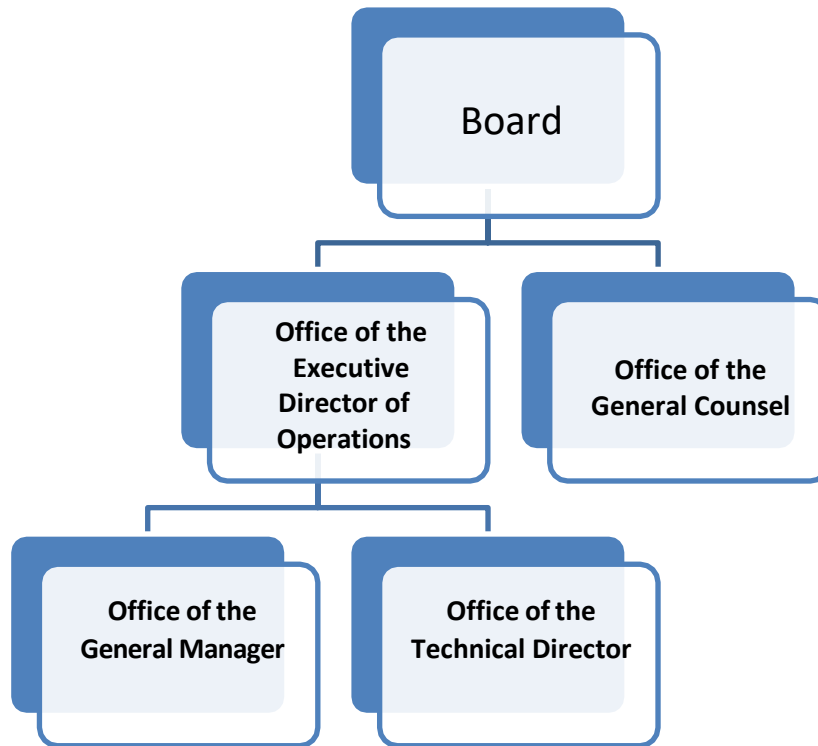 Board
Office of the
Executive
Director of
Operations
Office of the
General Counsel
Office of the
General Manager
Office of the
Technical Director